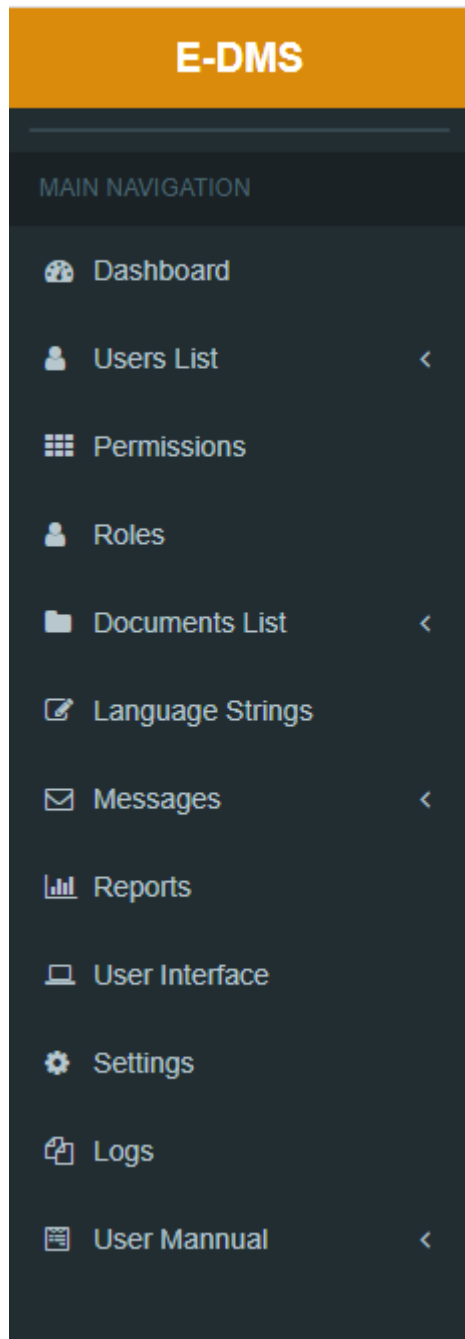 E-DMS
MAIN NAVIGATION
Dashboard
Users List
Permissions
Roles
Documents List
Language Strings
Messages
Reports
User Interface
Settings
Logs
User Mannual